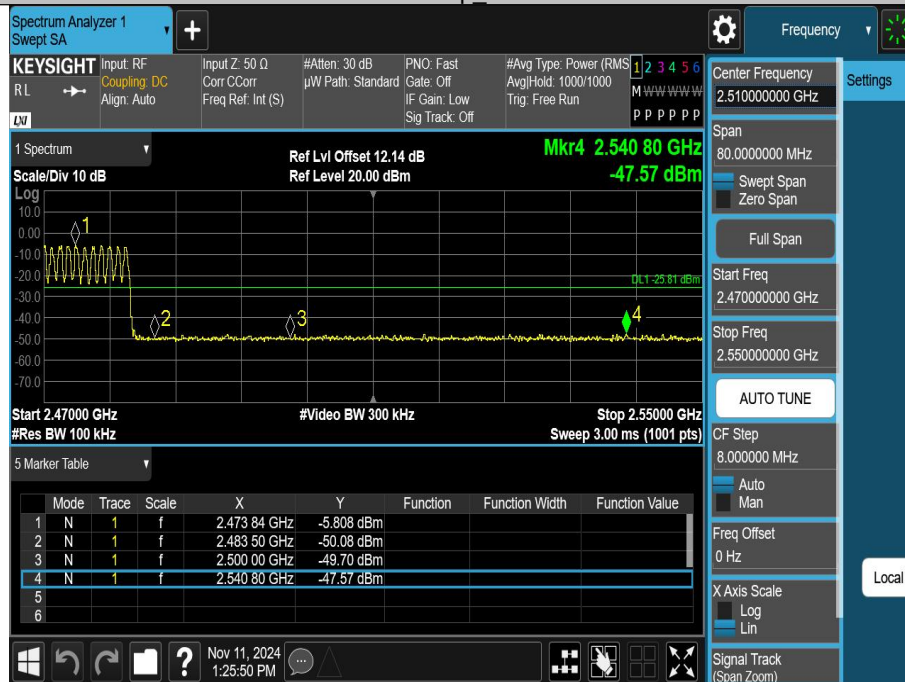 Spectrum Analyzer 1
Swept SA
+
Frequency
KEYSIGHT
RL
LXI
Input: RF
Coupling: DC
Align: Auto
Input Z: 50 Ω
Corr CCorr
Freq Ref: Int (S)
#Atten: 30 dB
µW Path: Standard
PNO: Fast
Gate: Off
IF Gain: Low
Sig Track: Off
#Avg Type: Power (RMS
Avg|Hold: 1000/1000
Trig: Free Run
1 2 3 4 5 6
M W W W W W
P P P P P P
1 Spectrum
Scale/Div 10 dB
Ref Lvl Offset 12.14 dB
Ref Level 20.00 dBm
Mkr4 2.540 80 GHz
-47.57 dBm
Log
10.0
0.00
-10.0
-20.0
-30.0
-40.0
-50.0
-60.0
-70.0
1
2
3
4
DL1 -25.81 dBm
Start 2.47000 GHz
#Res BW 100 kHz
#Video BW 300 kHz
Stop 2.55000 GHz
Sweep 3.00 ms (1001 pts)
5 Marker Table
Mode Trace Scale X Y Function Function Width Function Value
1 N 1 f 2.473 84 GHz -5.808 dBm
2 N 1 f 2.483 50 GHz -50.08 dBm
3 N 1 f 2.500 00 GHz -49.70 dBm
4 N 1 f 2.540 80 GHz -47.57 dBm
5
6
?
Nov 11, 2024
1:25:50 PM
Center Frequency
2.510000000 GHz
Settings
Span
80.0000000 MHz
Swept Span
Zero Span
Full Span
Start Freq
2.470000000 GHz
Stop Freq
2.550000000 GHz
AUTO TUNE
CF Step
8.000000 MHz
Auto
Man
Freq Offset
0 Hz
X Axis Scale
Log
Lin
Local
Signal Track
(Span Zoom)